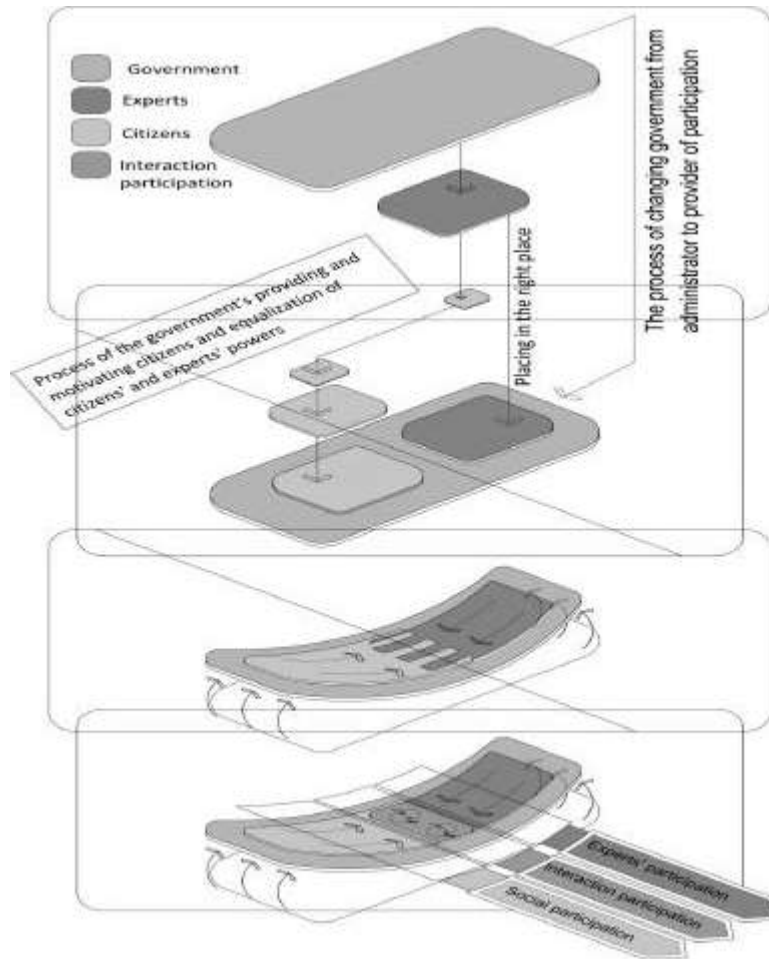 Government
Experts
Citizens
Interaction
participation
The process of changing government from
administrator to provider of participation
Placing in the right place
Process of the government's providing and
motivating citizens and equalization of
citizens' and experts' powers
Experts' participation
Interaction participation
Social participation